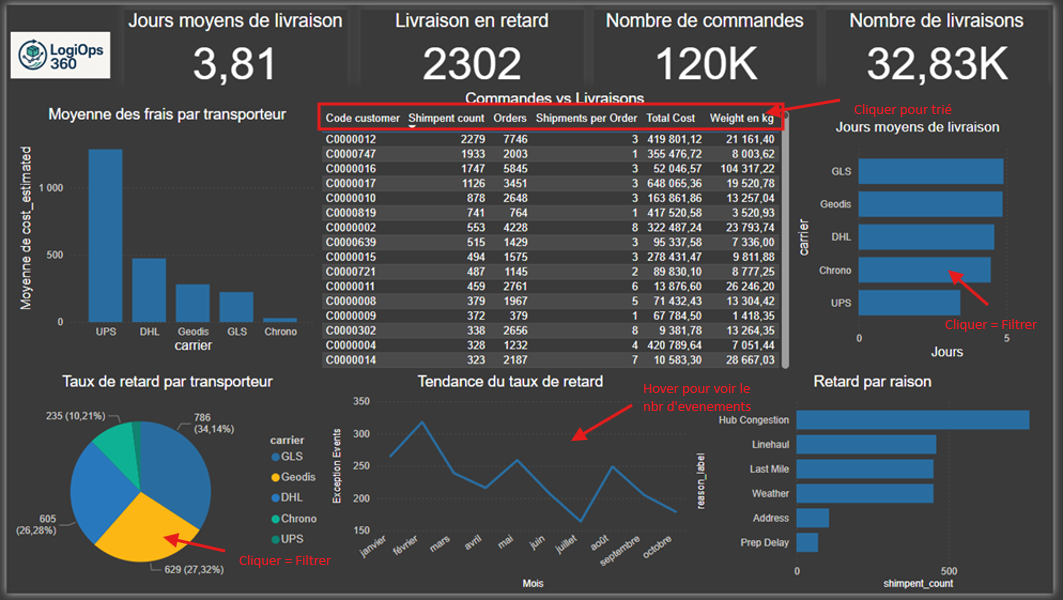 LogiOps
360
Jours moyens de livraison
3,81
Livraison en retard
2302
Nombre de commandes
120K
Nombre de livraisons
32,83K
Moyenne des frais par transporteur
Moyenne de cost_estimated
1 000
500
0
UPS DHL Geodis GLS Chrono
carrier
Commandes vs Livraisons
Code customer Shimpent count Orders Shipments per Order Total Cost Weight en kg
C0000012 2279 7746 3 419 801,12 21 161,40
C0000747 1933 2003 1 355 476,72 8 003,62
C0000016 1747 5845 3 52 046,57 104 317,22
C0000017 1126 3451 3 648 065,36 19 520,78
C0000010 878 2648 3 163 861,86 13 257,04
C0000819 741 764 1 417 520,58 3 520,93
C0000002 553 4228 8 322 487,24 23 793,74
C0000639 515 1429 3 95 337,58 7 336,00
C0000015 494 1575 3 278 431,47 9 811,88
C0000721 487 1145 2 89 830,10 8 777,25
C0000011 459 2761 6 13 876,60 26 246,20
C0000008 379 1967 5 71 432,43 13 304,42
C0000009 372 379 1 67 784,50 1 418,35
C0000302 338 2656 8 9 381,78 13 264,35
C0000004 328 1232 4 420 789,64 7 051,44
C0000014 323 2187 7 10 583,30 28 667,03
Cliquer pour trié
Jours moyens de livraison
carrier
GLS
Geodis
DHL
Chrono
UPS
Cliquer = Filtrer
0 5
Jours
Taux de retard par transporteur
235 (10,21%)
786
(34,14%)
605
(26,28%)
629 (27,32%)
carrier
GLS
Geodis
DHL
Chrono
UPS
Cliquer = Filtrer
Tendance du taux de retard
Exception Events
350
300
250
200
150
Hover pour voir le
nbr d'evenements
janvier février mars avril mai juin juillet août septembre octobre
Mois
Retard par raison
reason_label
Hub Congestion
Linehaul
Last Mile
Weather
Address
Prep Delay
0 500
shimpent_count